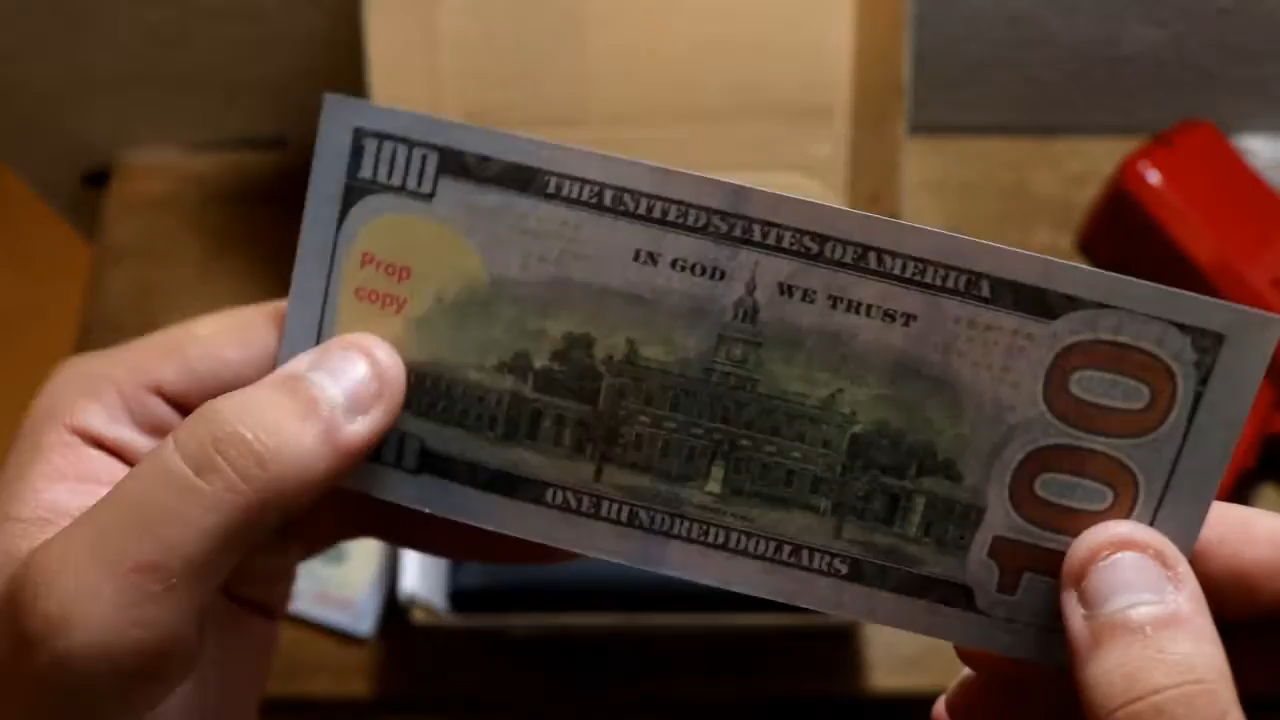 100
THE UNITED STATES OF AMERICA
IN GOD WE TRUST
Prop
copy
100
ONE HUNDRED DOLLARS